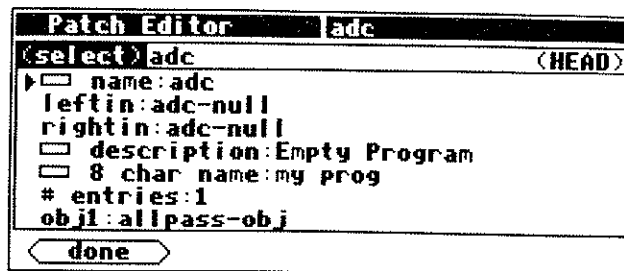 Patch Editor adc
(select) adc (HEAD)
name:adc
leftin:adc-null
rightin:adc-null
description:Empty Program
8 char name:my prog
# entries:1
obj1:allpass-obj
done